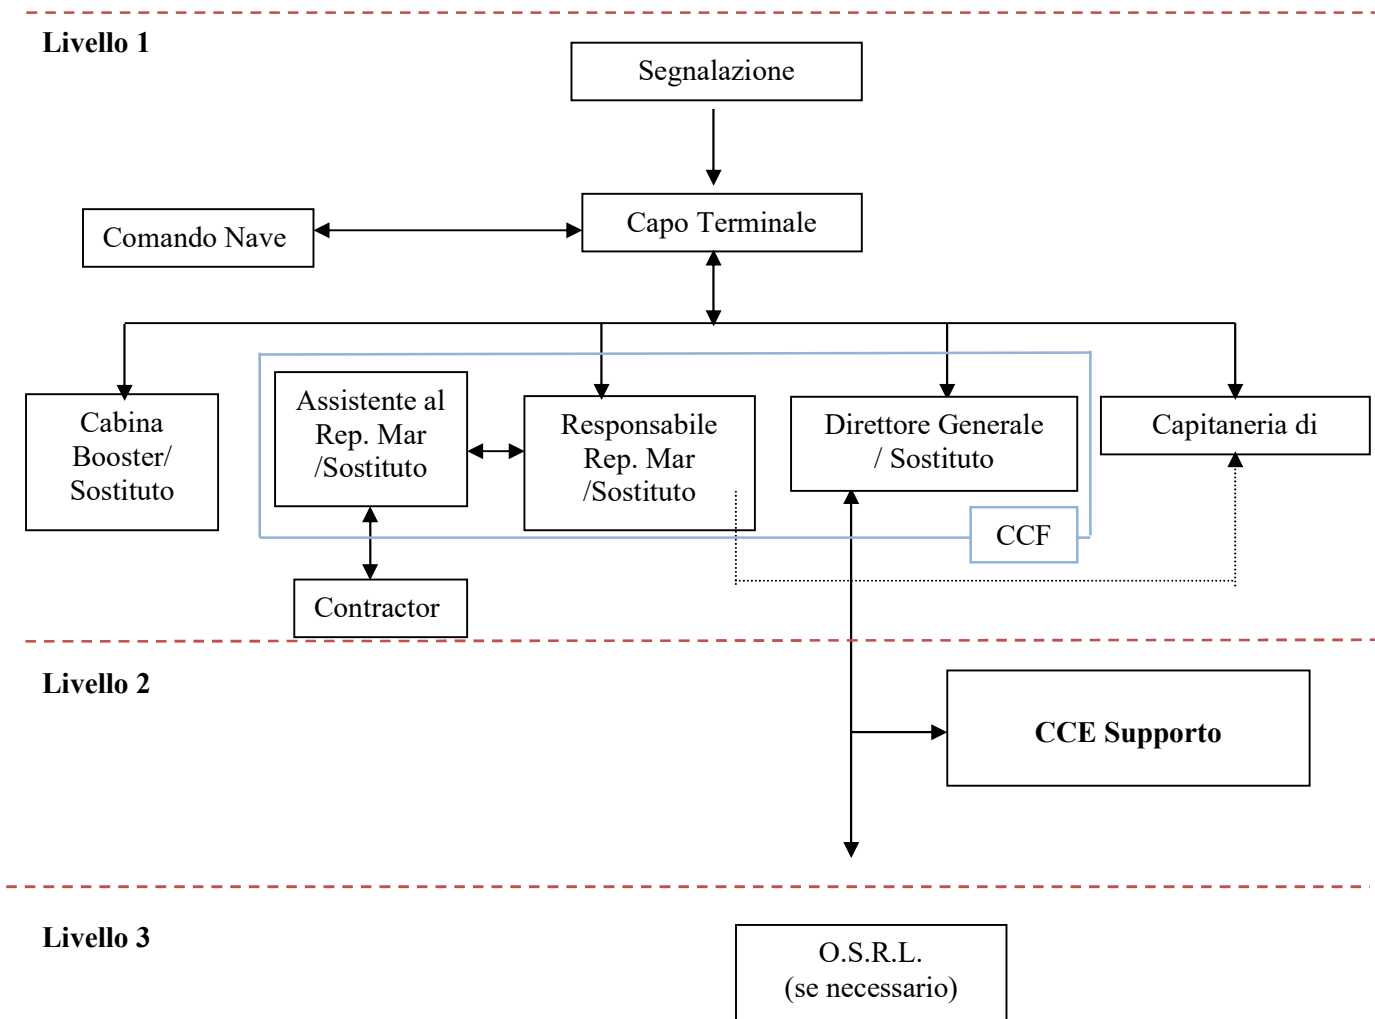 Livello 1
Segnalazione
Capo Terminale
Comando Nave
Cabina
Booster/
Sostituto
Assistente al
Rep. Mar
/Sostituto
Responsabile
Rep. Mar
/Sostituto
Direttore Generale
/ Sostituto
Capitaneria di
CCF
Contractor
Livello 2
CCE Supporto
Livello 3
O.S.R.L.
(se necessario)